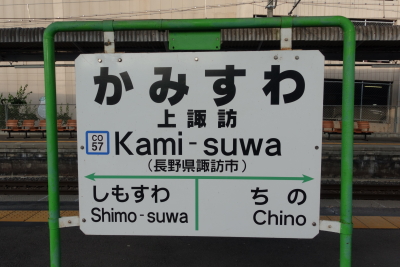 かみすわ
上諏訪
CO
57
Kami-suwa
(長野県諏訪市)
しもすわ ちの
Shimo-suwa Chino